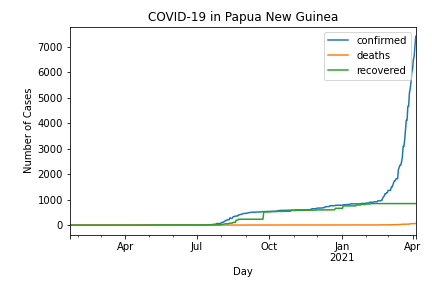 COVID-19 in Papua New Guinea
confirmed
deaths
recovered
Number of Cases
7000
6000
5000
4000
3000
2000
1000
0
Apr
Jul
Oct
Jan
2021
Apr
Day